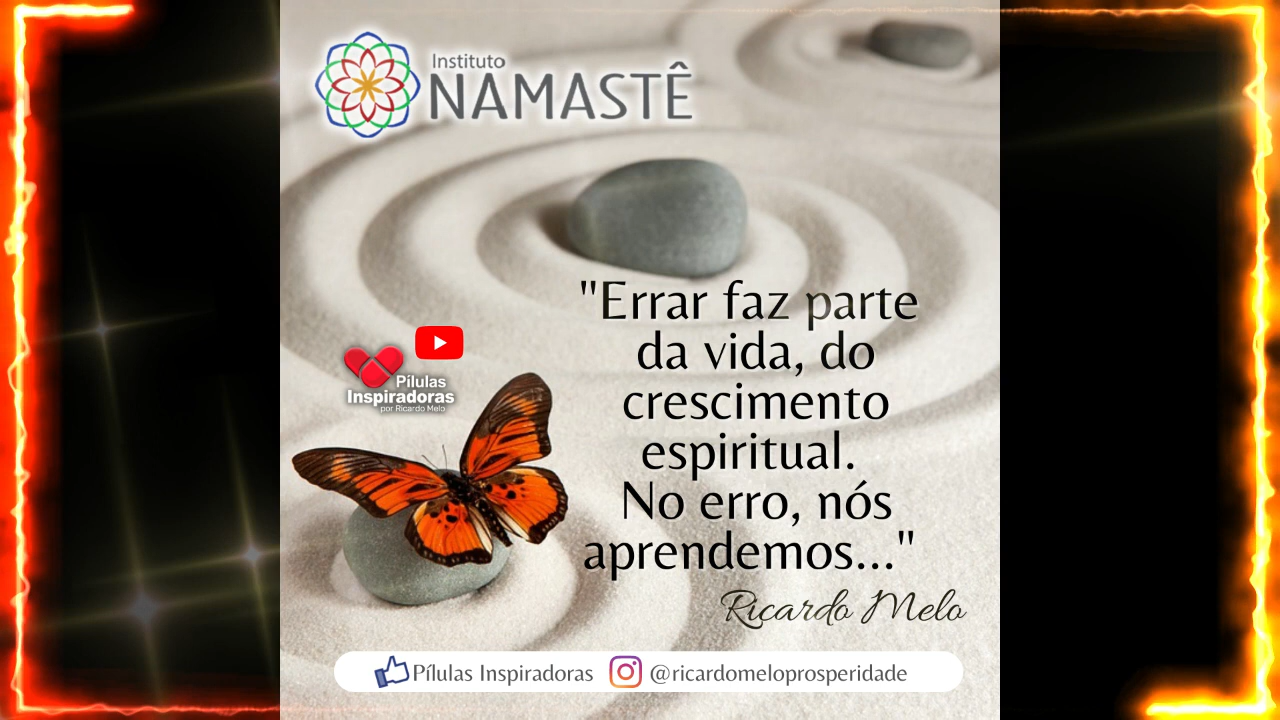 Instituto
NAMASTÊ
"Errar faz parte
da vida, do
crescimento
espiritual.
No erro, nós
aprendemos..."
Ricardo Melo
Pílulas
Inspiradoras
por Ricardo Melo
Pílulas Inspiradoras @ricardomeloprosperidade